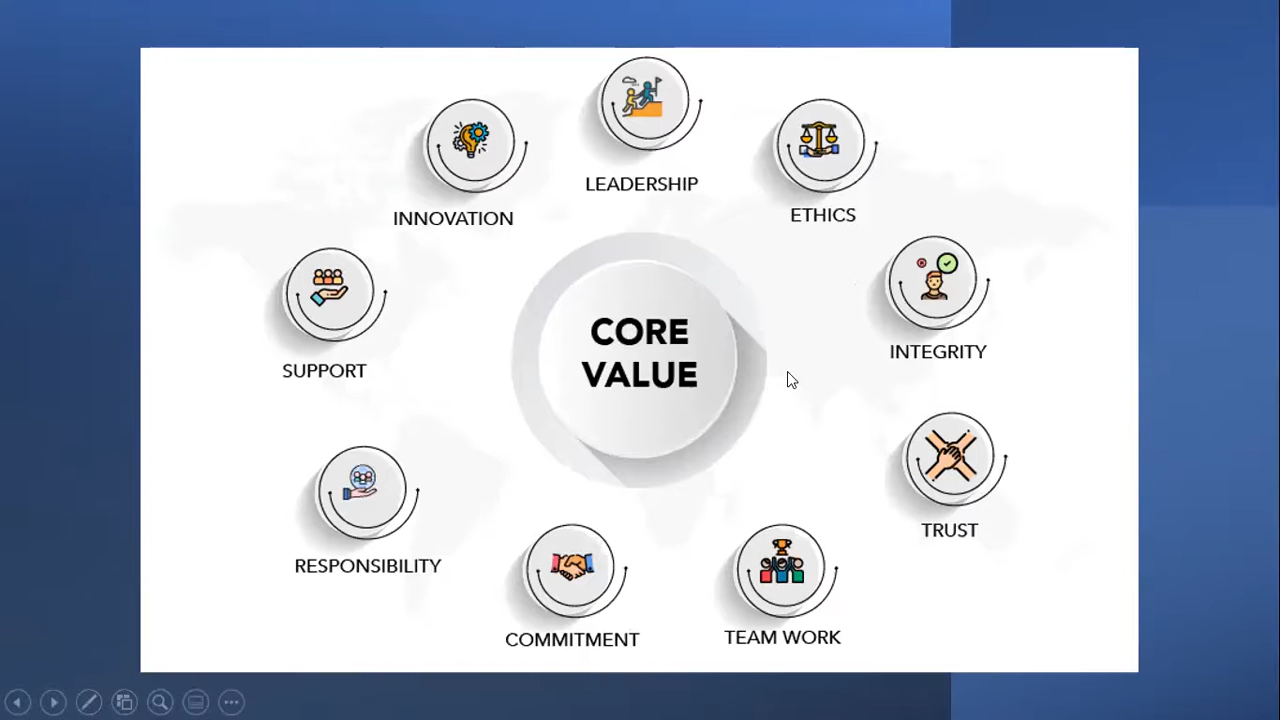 LEADERSHIP
INNOVATION
ETHICS
SUPPORT
CORE
VALUE
INTEGRITY
RESPONSIBILITY
TRUST
COMMITMENT
TEAM WORK